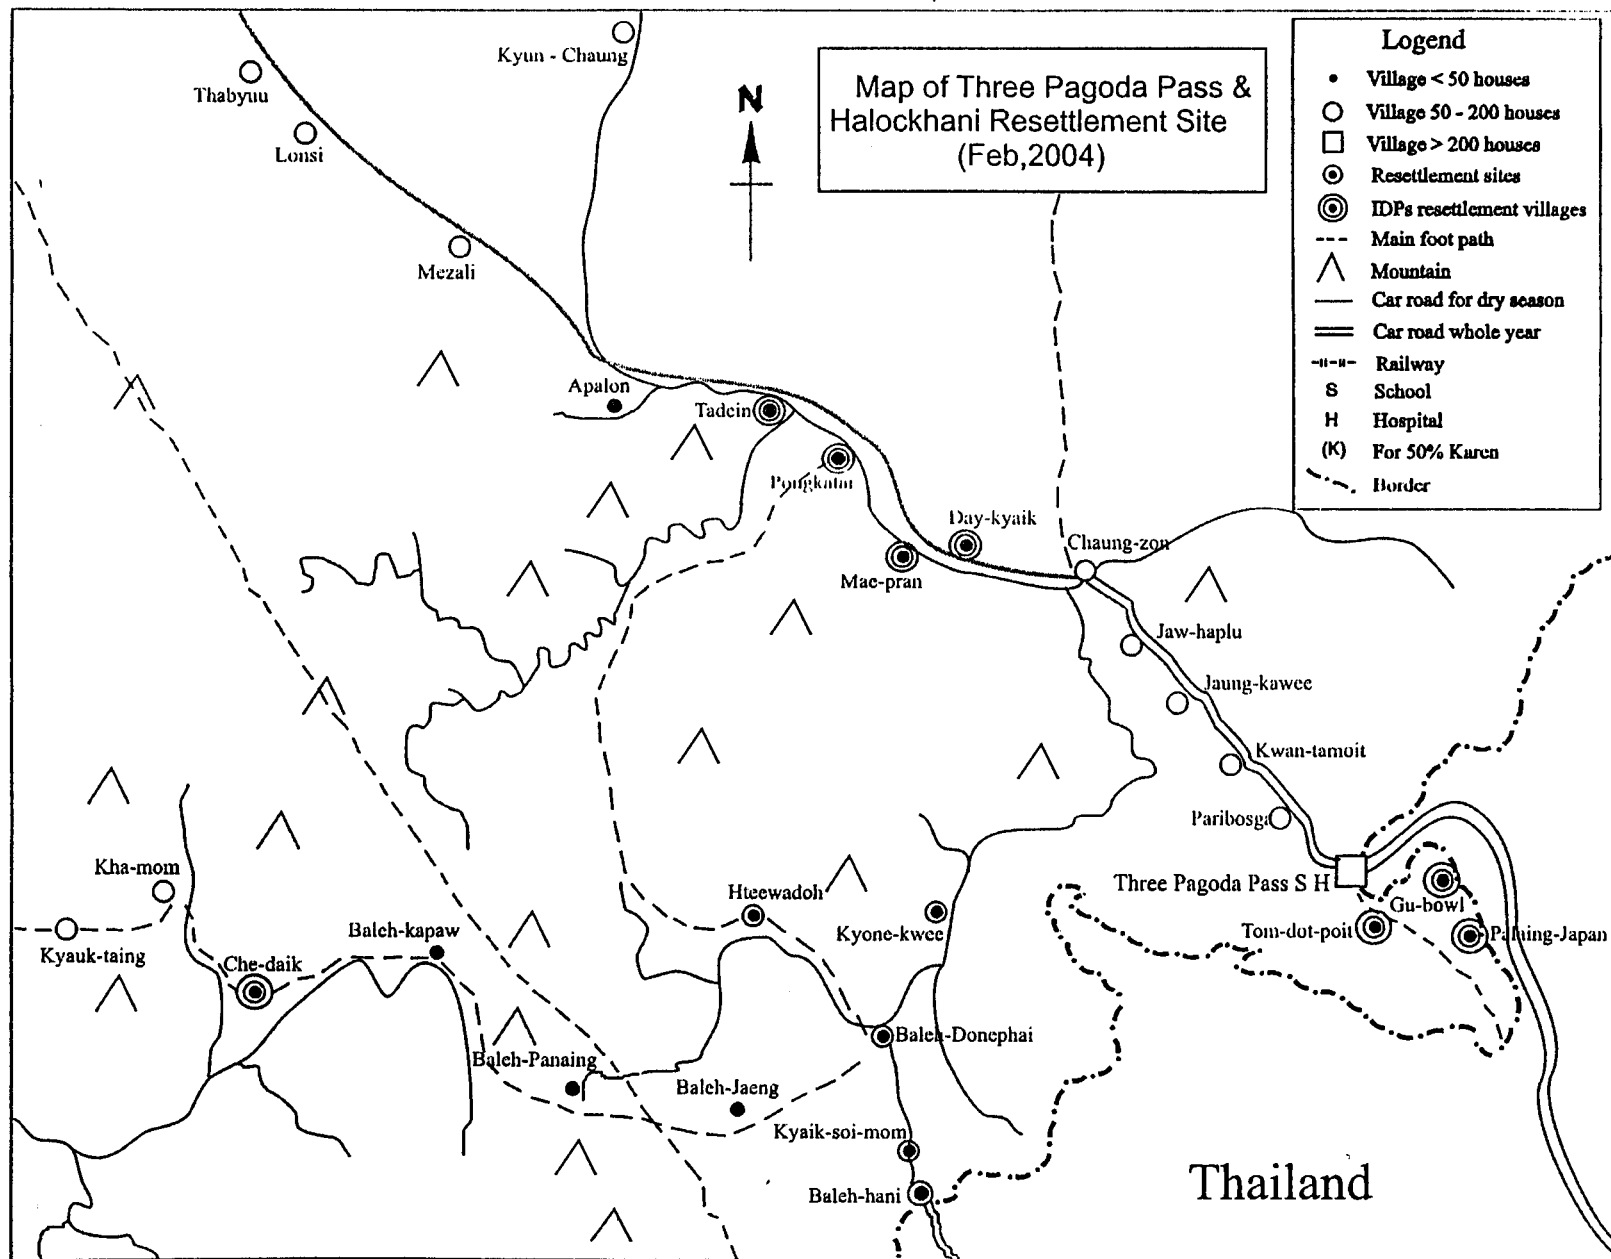 Kyun - Chaung
Thabyuu
Lonsi
Mezali
N
Map of Three Pagoda Pass &
Halockhani Resettlement Site
(Feb,2004)
Legend
Village < 50 houses
Village 50 - 200 houses
Village > 200 houses
Resettlement sites
IDPs resettlement villages
Main foot path
Mountain
Car road for dry season
Car road whole year
Railway
S School
H Hospital
(K) For 50% Karen
Border
Apalon
Tadein
Day-kyaik
Chaung-zon
Mae-pran
Jaw-haplu
Jaung-kawee
Kwan-tamoit
Paribosga
Kha-mom
Three Pagoda Pass S H
Hteewadoh
Gu-bowl
Kyone-kwee
Tom-dot-poit
Kyauk-taing
Baleh-kapaw
Che-daik
Baleh-Donephai
Baleh-Panaing
Baleh-Jaeng
Kyaik-soi-mom
Baleh-hani
Thailand